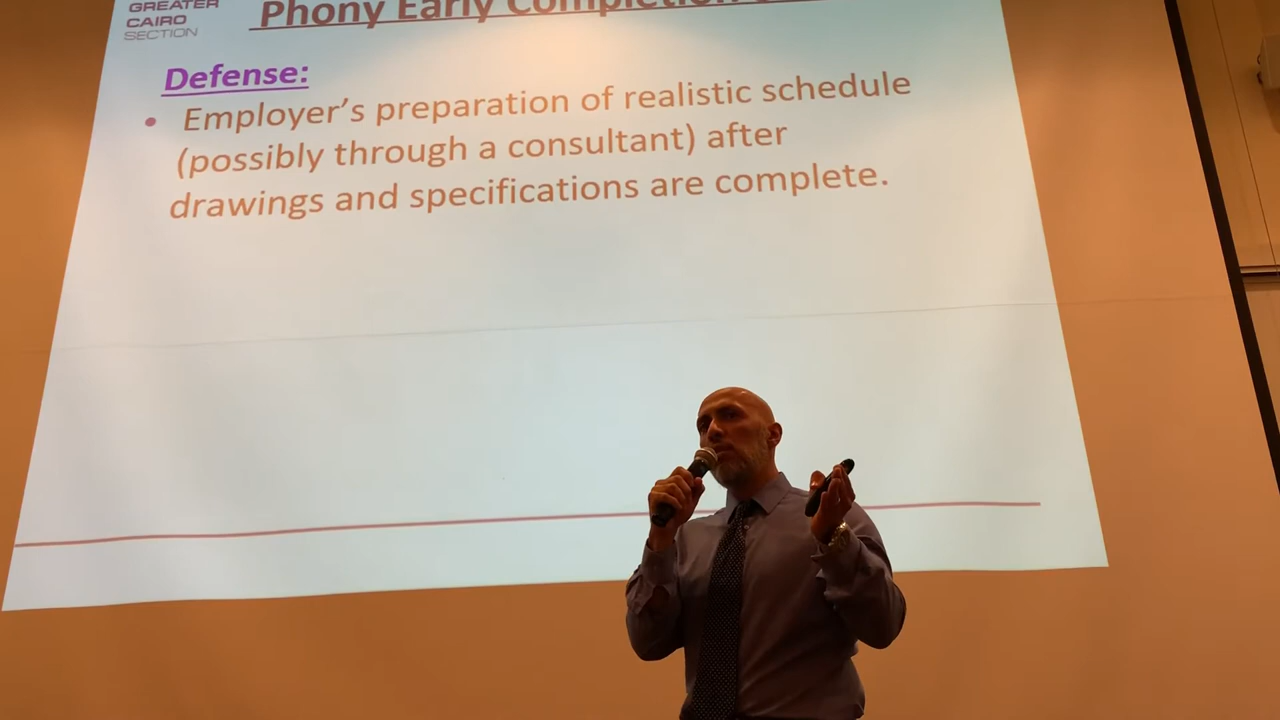 GREATER
CAIRO
SECTION
Phony Early Completion
Defense:
• Employer's preparation of realistic schedule
(possibly through a consultant) after
drawings and specifications are complete.